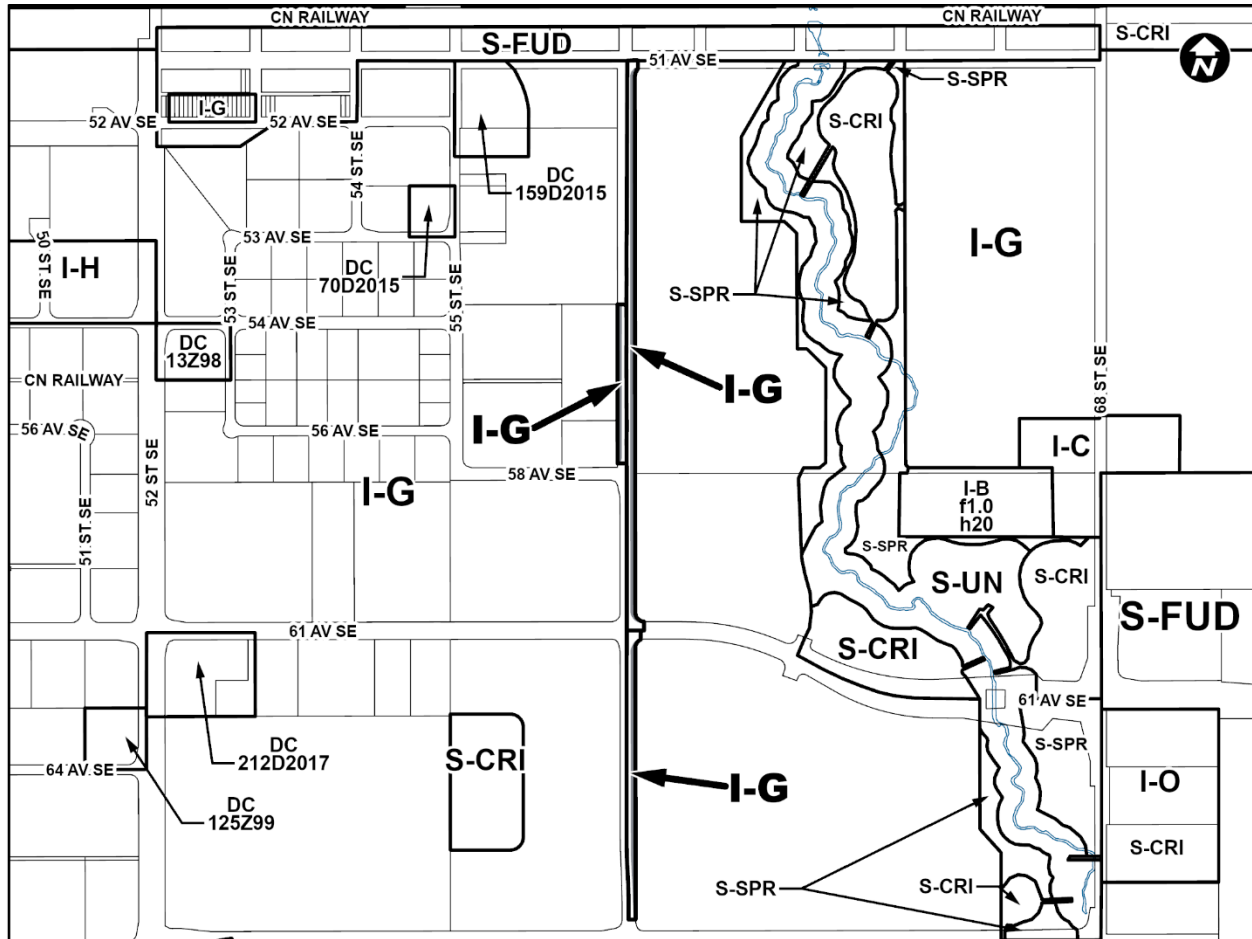 CN RAILWAY
CN RAILWAY
S-CRI
S-FUD
51 AV SE
N
S-SPR
I-G
52 AV SE
52 AV SE
S-CRI
54 ST SE
DC
159D2015
50 ST SE
53 AV SE
I-H
I-G
DC
70D2015
S-SPR
53 ST SE
55 ST SE
54 AV SE
DC
13Z98
CN RAILWAY
68 ST SE
I-G
I-G
56 AV SE
56 AV SE
I-C
52 ST SE
58 AV SE
I-G
I-B
f1.0
h20
51 ST SE
S-SPR
S-UN
S-CRI
S-FUD
61 AV SE
S-CRI
61 AV SE
S-SPR
DC
212D2017
S-CRI
64 AV SE
I-G
I-O
DC
125Z99
S-CRI
S-SPR
S-CRI